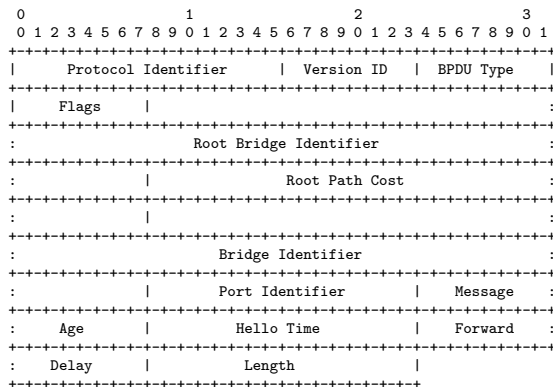 0 1 2 3
0 1 2 3 4 5 6 7 8 9 0 1 2 3 4 5 6 7 8 9 0 1 2 3 4 5 6 7 8 9 0 1
+-+-+-+-+-+-+-+-+-+-+-+-+-+-+-+-+-+-+-+-+-+-+-+-+-+-+-+-+-+-+-+-+
| Protocol Identifier | Version ID | BPDU Type |
+-+-+-+-+-+-+-+-+-+-+-+-+-+-+-+-+-+-+-+-+-+-+-+-+-+-+-+-+-+-+-+-+
| Flags | :
+-+-+-+-+-+-+-+-+-+-+-+-+-+-+-+-+-+-+-+-+-+-+-+-+-+-+-+-+-+-+-+-+
: Root Bridge Identifier :
+-+-+-+-+-+-+-+-+-+-+-+-+-+-+-+-+-+-+-+-+-+-+-+-+-+-+-+-+-+-+-+-+
: | Root Path Cost :
+-+-+-+-+-+-+-+-+-+-+-+-+-+-+-+-+-+-+-+-+-+-+-+-+-+-+-+-+-+-+-+-+
: | :
+-+-+-+-+-+-+-+-+-+-+-+-+-+-+-+-+-+-+-+-+-+-+-+-+-+-+-+-+-+-+-+-+
: Bridge Identifier :
+-+-+-+-+-+-+-+-+-+-+-+-+-+-+-+-+-+-+-+-+-+-+-+-+-+-+-+-+-+-+-+-+
: | Port Identifier | Message :
+-+-+-+-+-+-+-+-+-+-+-+-+-+-+-+-+-+-+-+-+-+-+-+-+-+-+-+-+-+-+-+-+
: Age | Hello Time | Forward :
+-+-+-+-+-+-+-+-+-+-+-+-+-+-+-+-+-+-+-+-+-+-+-+-+-+-+-+-+-+-+-+-+
: Delay | Length |
+-+-+-+-+-+-+-+-+-+-+-+-+-+-+-+-+-+-+-+-+-+-+-+-+